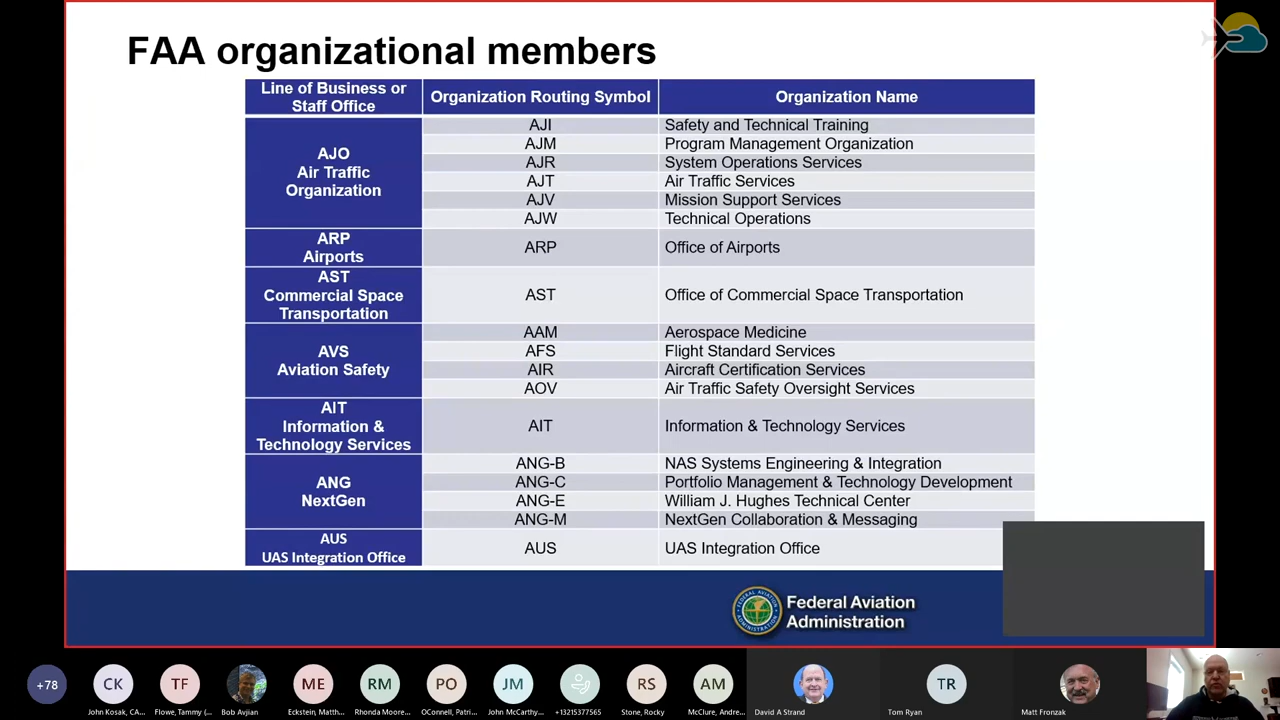 FAA organizational members
Line of Business or
Staff Office
Organization Routing Symbol
Organization Name
AJO
Air Traffic
Organization
AJI
Safety and Technical Training
AJM
Program Management Organization
AJR
System Operations Services
AJT
Air Traffic Services
AJV
Mission Support Services
AJW
Technical Operations
ARP
Airports
ARP
Office of Airports
AST
Commercial Space
Transportation
AST
Office of Commercial Space Transportation
AVS
Aviation Safety
AAM
Aerospace Medicine
AFS
Flight Standard Services
AIR
Aircraft Certification Services
AOV
Air Traffic Safety Oversight Services
AIT
Information &
Technology Services
AIT
Information & Technology Services
ANG
NextGen
ANG-B
NAS Systems Engineering & Integration
ANG-C
Portfolio Management & Technology Development
ANG-E
William J. Hughes Technical Center
ANG-M
NextGen Collaboration & Messaging
AUS
UAS Integration Office
AUS
UAS Integration Office
Federal Aviation
Administration
+78
CK
TF
ME
RM
PO
JM
RS
AM
TR
John Kosak, CA...
Flowe, Tammy (...
Bob Avjian
Eckstein, Matth...
Rhonda Moore...
OConnell, Patri...
John McCarthy...
+13215377565
Stone, Rocky
McClure, Andre...
David A Strand
Tom Ryan
Matt Fronzak